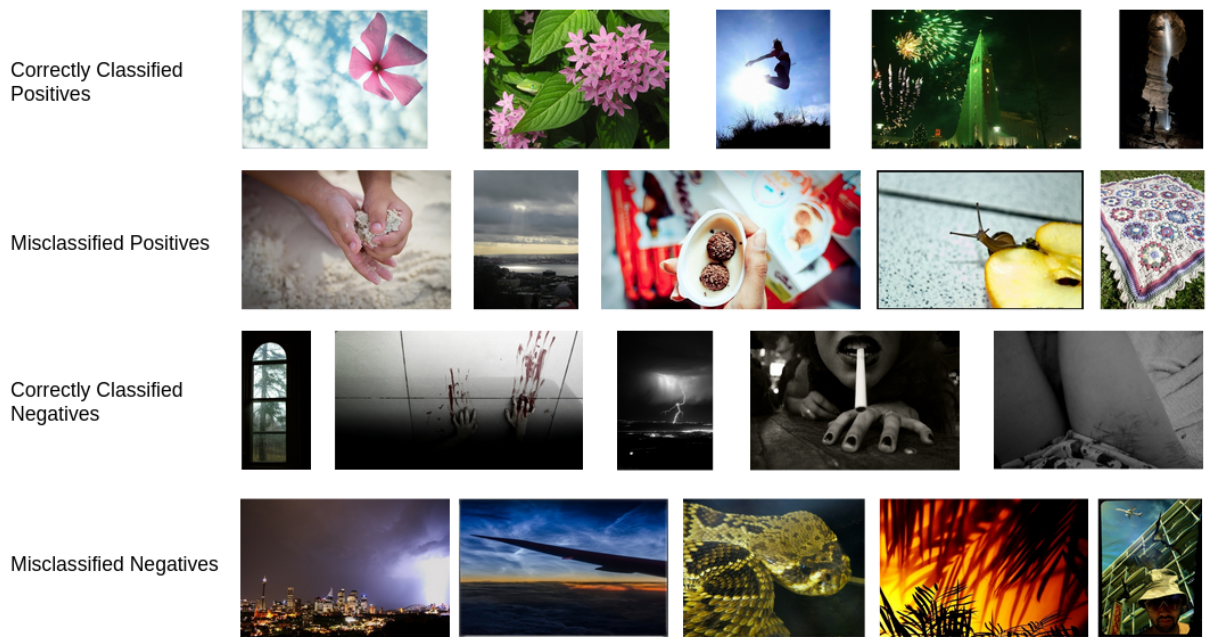 Correctly Classified
Positives
Misclassified Positives
Correctly Classified
Negatives
Misclassified Negatives